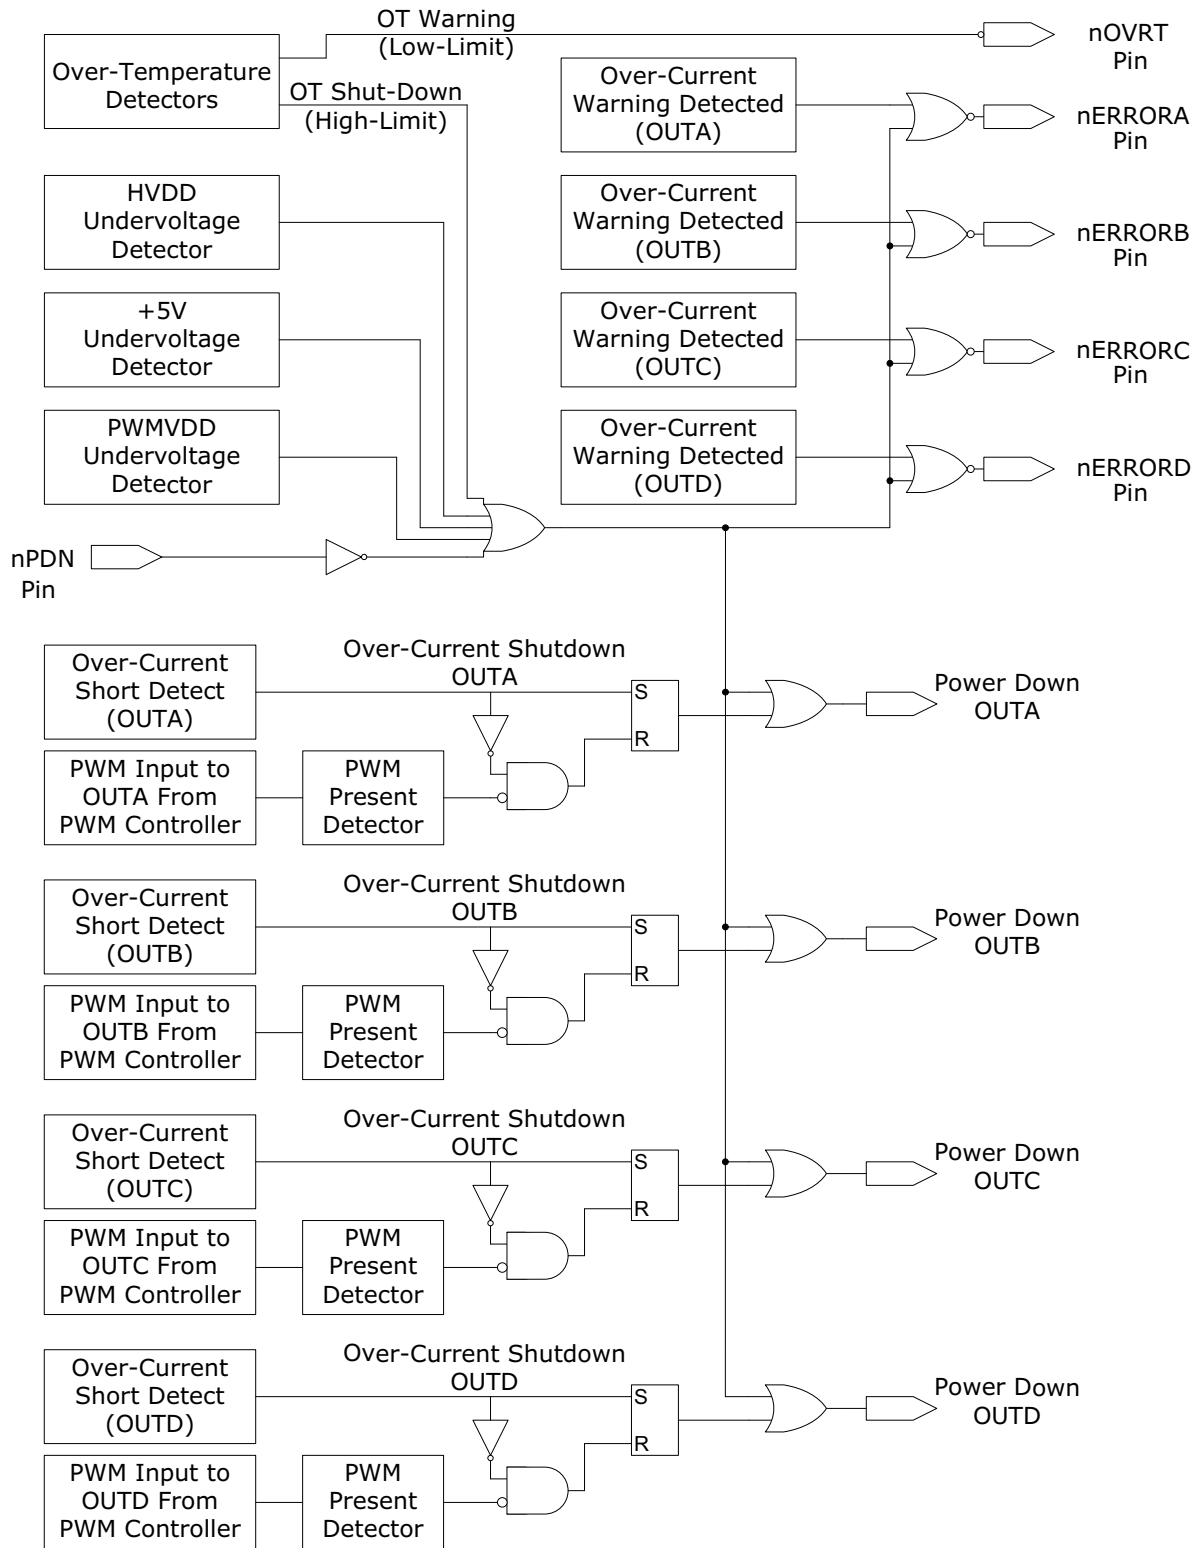 OT Warning
(Low-Limit)
nOVRT
Pin
Over-Temperature
Detectors
OT Shut-Down
(High-Limit)
Over-Current
Warning Detected
(OUTA)
nERRORA
Pin
HVDD
Undervoltage
Detector
Over-Current
Warning Detected
(OUTB)
nERRORB
Pin
+5V
Undervoltage
Detector
Over-Current
Warning Detected
(OUTC)
nERRORC
Pin
PWMVDD
Undervoltage
Detector
Over-Current
Warning Detected
(OUTD)
nERRORD
Pin
nPDN
Pin
Over-Current
Short Detect
(OUTA)
Over-Current Shutdown
OUTA
S
R
Power Down
OUTA
PWM Input to
OUTA From
PWM Controller
PWM
Present
Detector
Over-Current
Short Detect
(OUTB)
Over-Current Shutdown
OUTB
S
R
Power Down
OUTB
PWM Input to
OUTB From
PWM Controller
PWM
Present
Detector
Over-Current
Short Detect
(OUTC)
Over-Current Shutdown
OUTC
S
R
Power Down
OUTC
PWM Input to
OUTC From
PWM Controller
PWM
Present
Detector
Over-Current
Short Detect
(OUTD)
Over-Current Shutdown
OUTD
S
R
Power Down
OUTD
PWM Input to
OUTD From
PWM Controller
PWM
Present
Detector